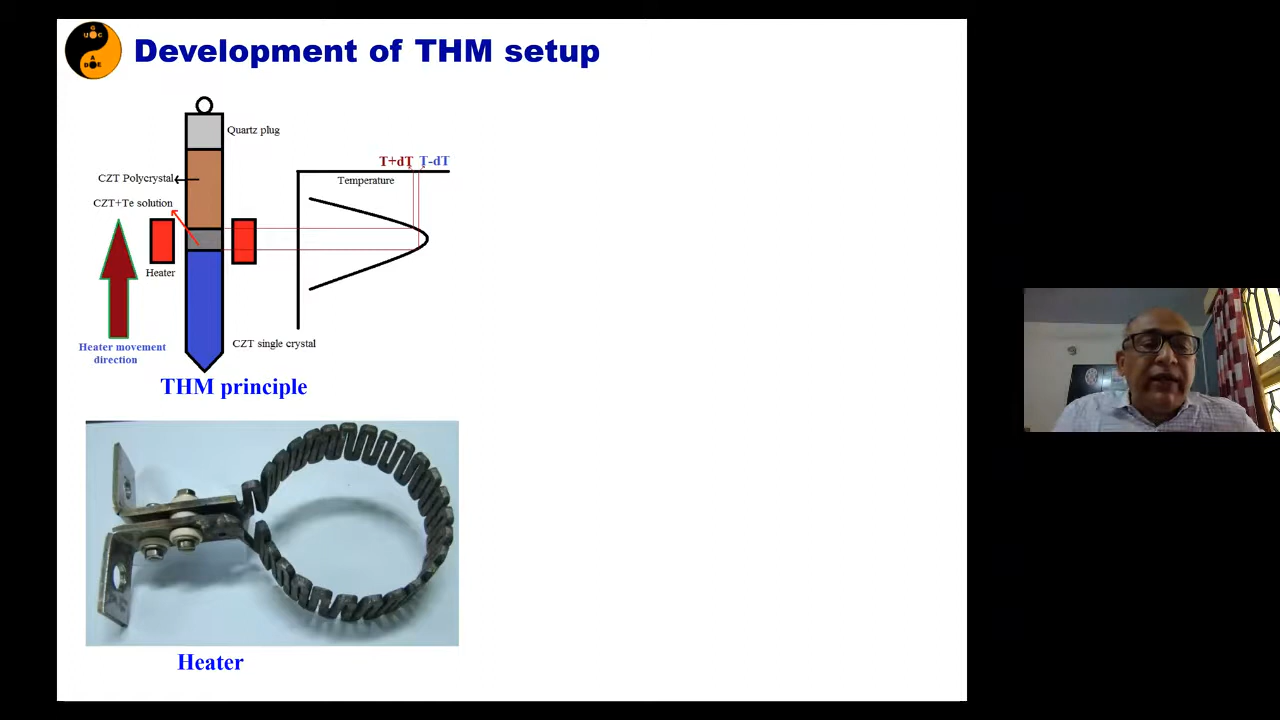 G
U C
A
D E
Development of THM setup
Quartz plug
CZT Polycrystal
CZT+Te solution
T+dT T-dT
Temperature
Heater
CZT single crystal
Heater movement
direction
THM principle
Heater